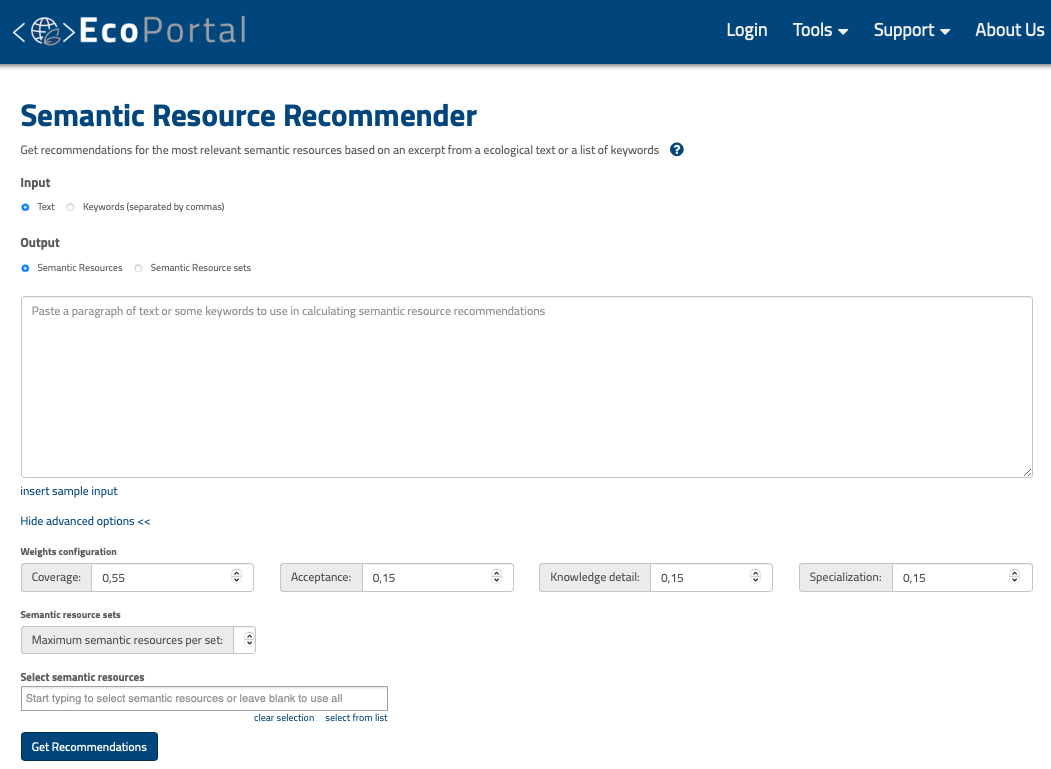 <EcoPortal> Login Tools Support About Us
Semantic Resource Recommender
Get recommendations for the most relevant semantic resources based on an excerpt from a ecological text or a list of keywords ?
Input
Text Keywords (separated by commas)
Output
Semantic Resources Semantic Resource sets
Paste a paragraph of text or some keywords to use in calculating semantic resource recommendations
insert sample input
Hide advanced options <<
Weights configuration
Coverage: 0,55 Acceptance: 0,15 Knowledge detail: 0,15 Specialization: 0,15
Semantic resource sets
Maximum semantic resources per set:
Select semantic resources
Start typing to select semantic resources or leave blank to use all
clear selection select from list
Get Recommendations